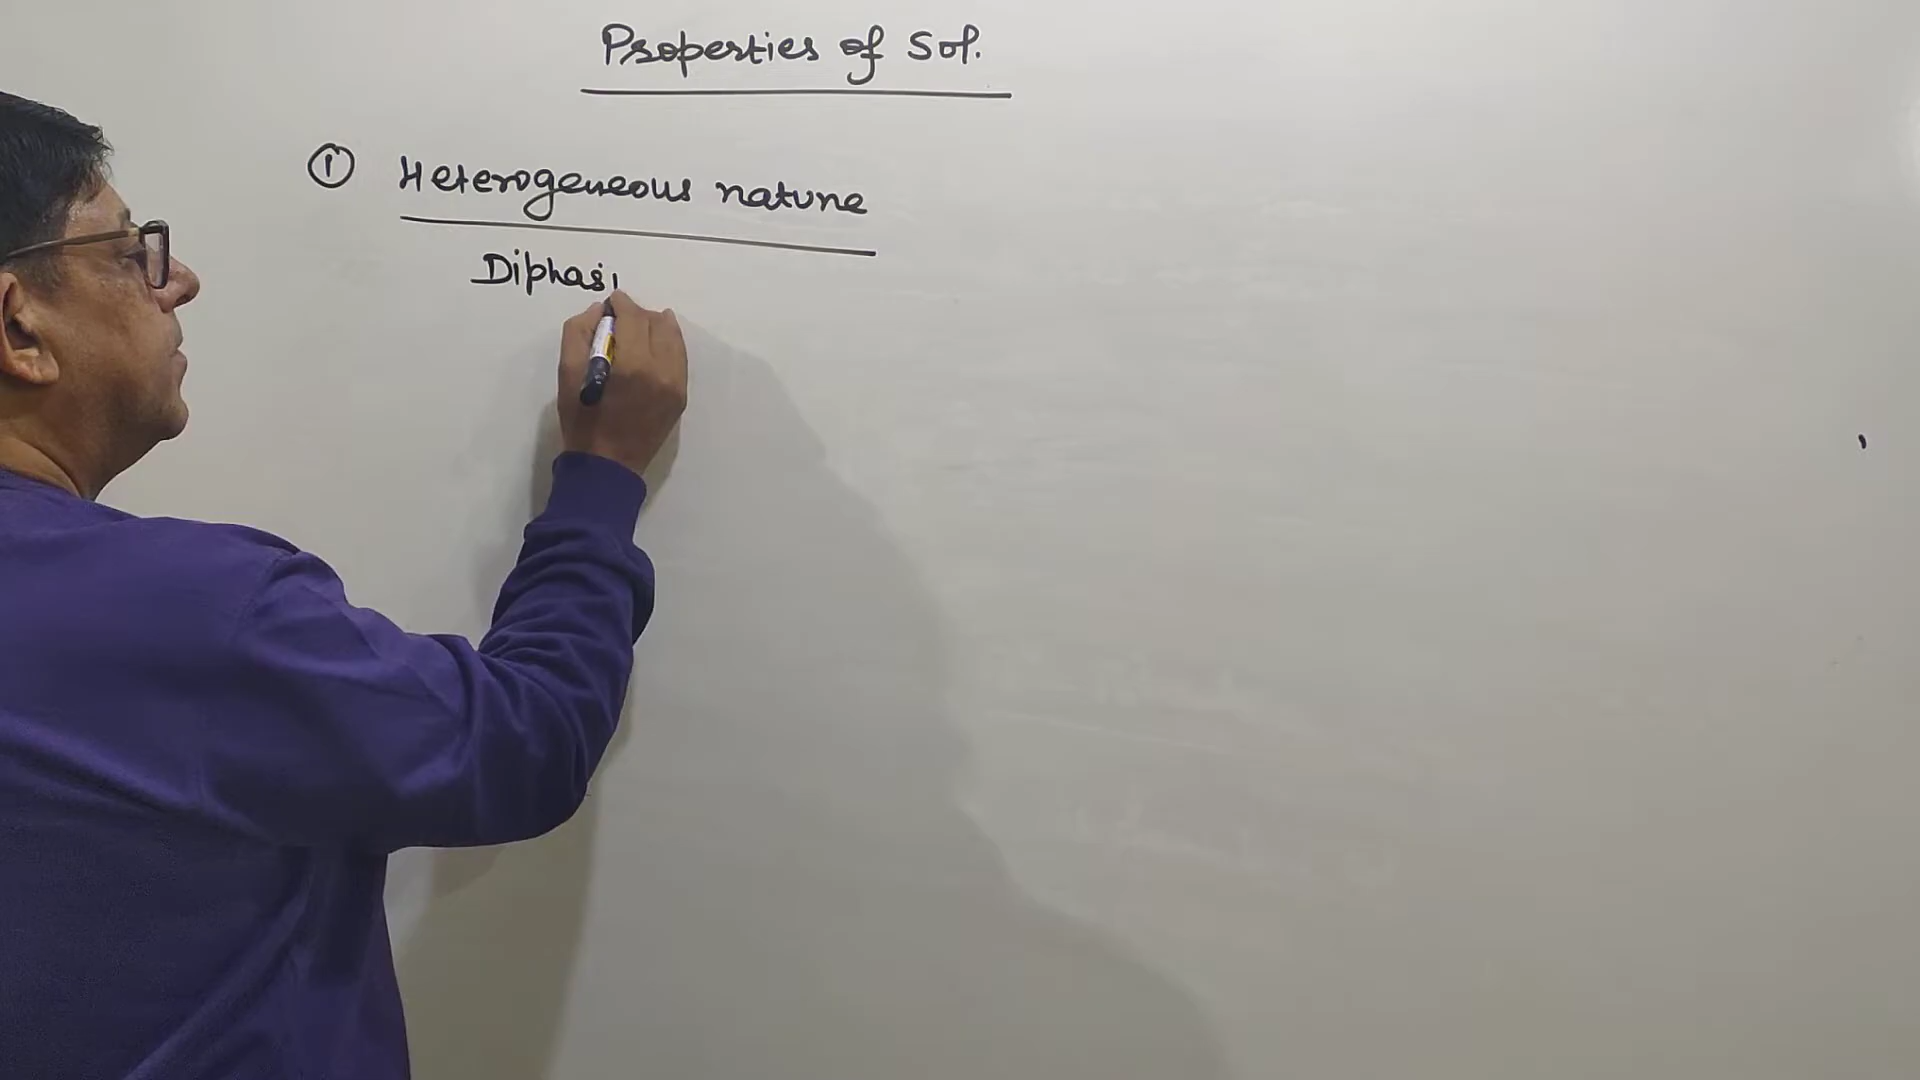 Properties of Sol.
① Heterogeneous nature
Diphasi